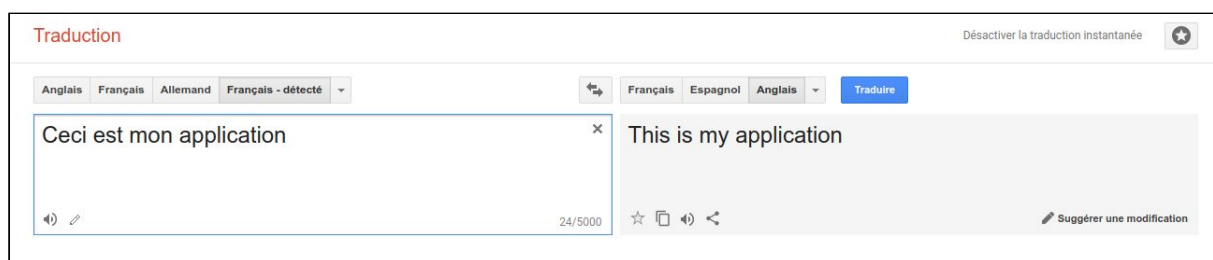 Traduction
Désactiver la traduction instantanée
Anglais Français Allemand Français - détecté
Français Espagnol Anglais Traduire
Ceci est mon application
This is my application
24/5000
Suggérer une modification